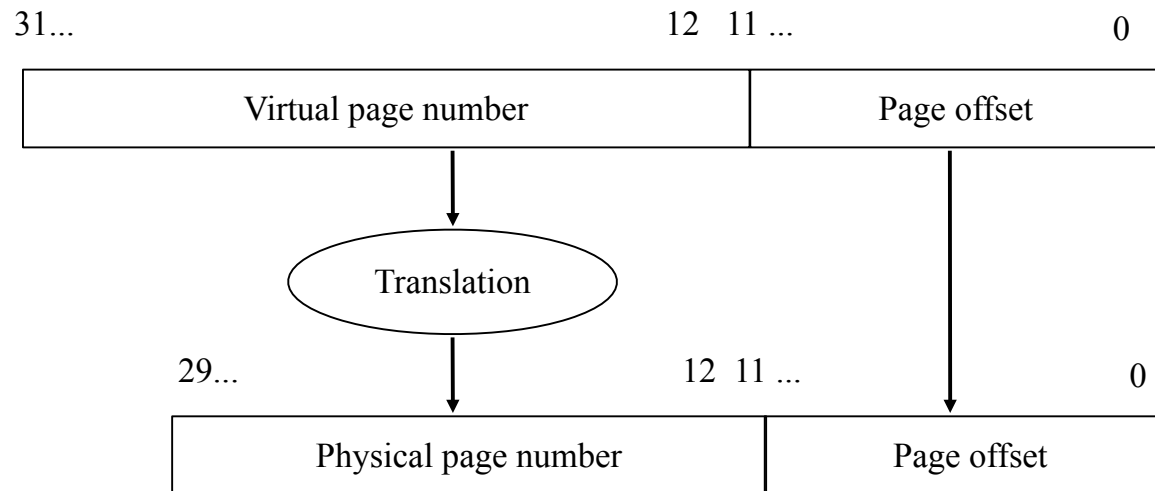 31... 12 11 ... 0
Virtual page number Page offset
Translation
29... 12 11 ... 0
Physical page number Page offset